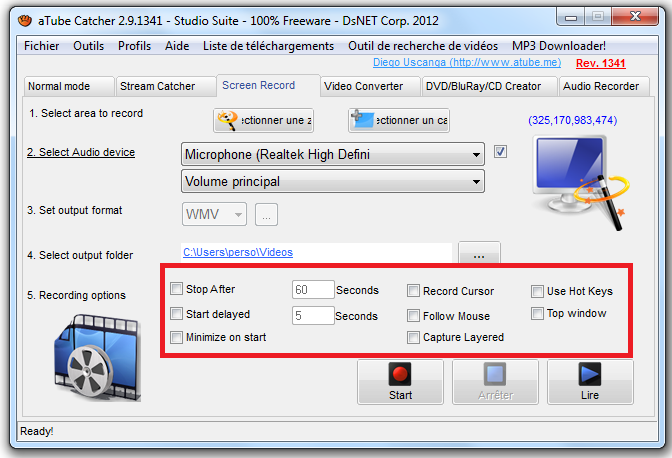 aTube Catcher 2.9.1341 - Studio Suite - 100% Freeware - DsNET Corp. 2012
Fichier Outils Profils Aide Liste de téléchargements Outil de recherche de vidéos MP3 Downloader!
Diego Uscanga (http://www.atube.me) Rev. 1341
Normal mode Stream Catcher Screen Record Video Converter DVD/BluRay/CD Creator Audio Recorder
1. Select area to record ectionner une z ectionner un ca (325,170,983,474)
2. Select Audio device Microphone (Realtek High Defini
Volume principal
3. Set output format WMV ...
4. Select output folder C:\Users\perso\Videos ...
5. Recording options
Stop After 60 Seconds Record Cursor Use Hot Keys
Start delayed 5 Seconds Follow Mouse Top window
Minimize on start Capture Layered
Start Arrêter Lire
Ready!